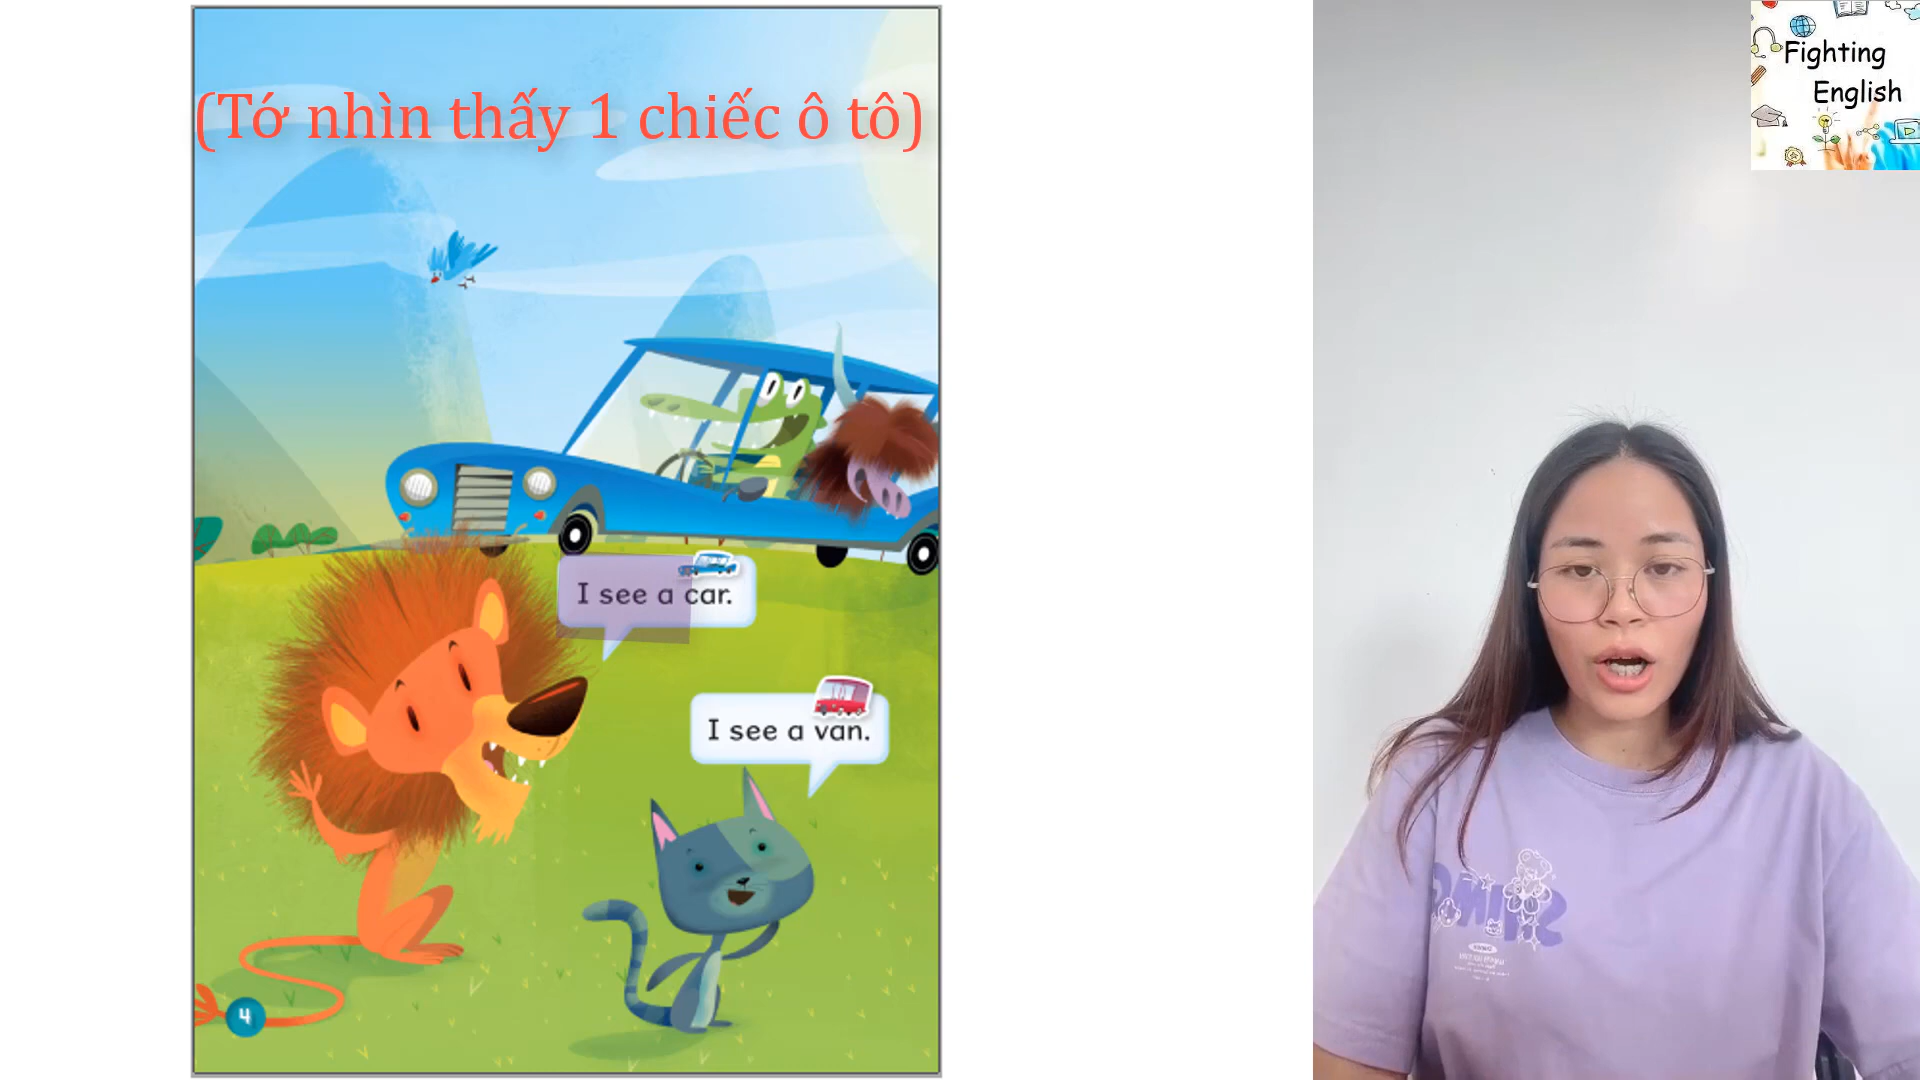 (Tớ nhìn thấy 1 chiếc ô tô)
I see a car.
I see a van.
4
Fighting
English